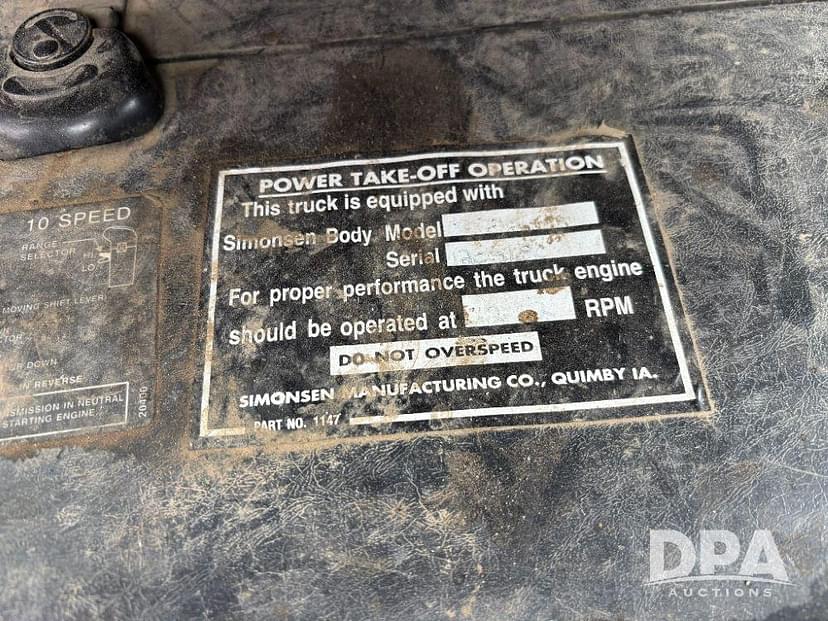 10 SPEED
RANGE
SELECTOR
HI
LO
MOVING SHIFT LEVER
DOWN
IN REVERSE
IN NEUTRAL
STARTING ENGINE
POWER TAKE-OFF OPERATION
This truck is equipped with
Simonsen Body Model
Serial
For proper performance the truck engine
should be operated at RPM
DO NOT OVERSPEED
SIMONSEN MANUFACTURING CO., QUIMBY IA.
PART NO. 1147
DPA
AUCTIONS